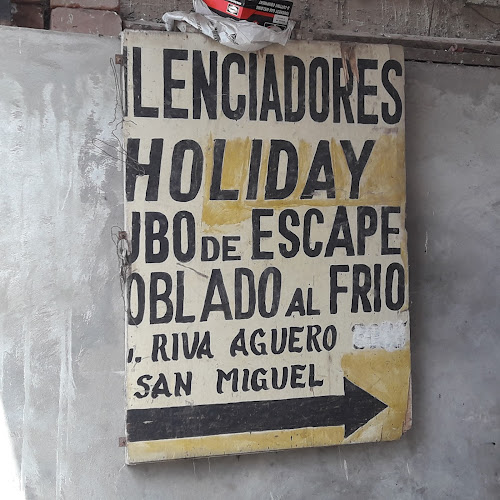 ILENCIADORES
HOLIDAY
UBO DE ESCAPE
OBLADO AL FRIO
. RIVA AGUERO
SAN MIGUEL